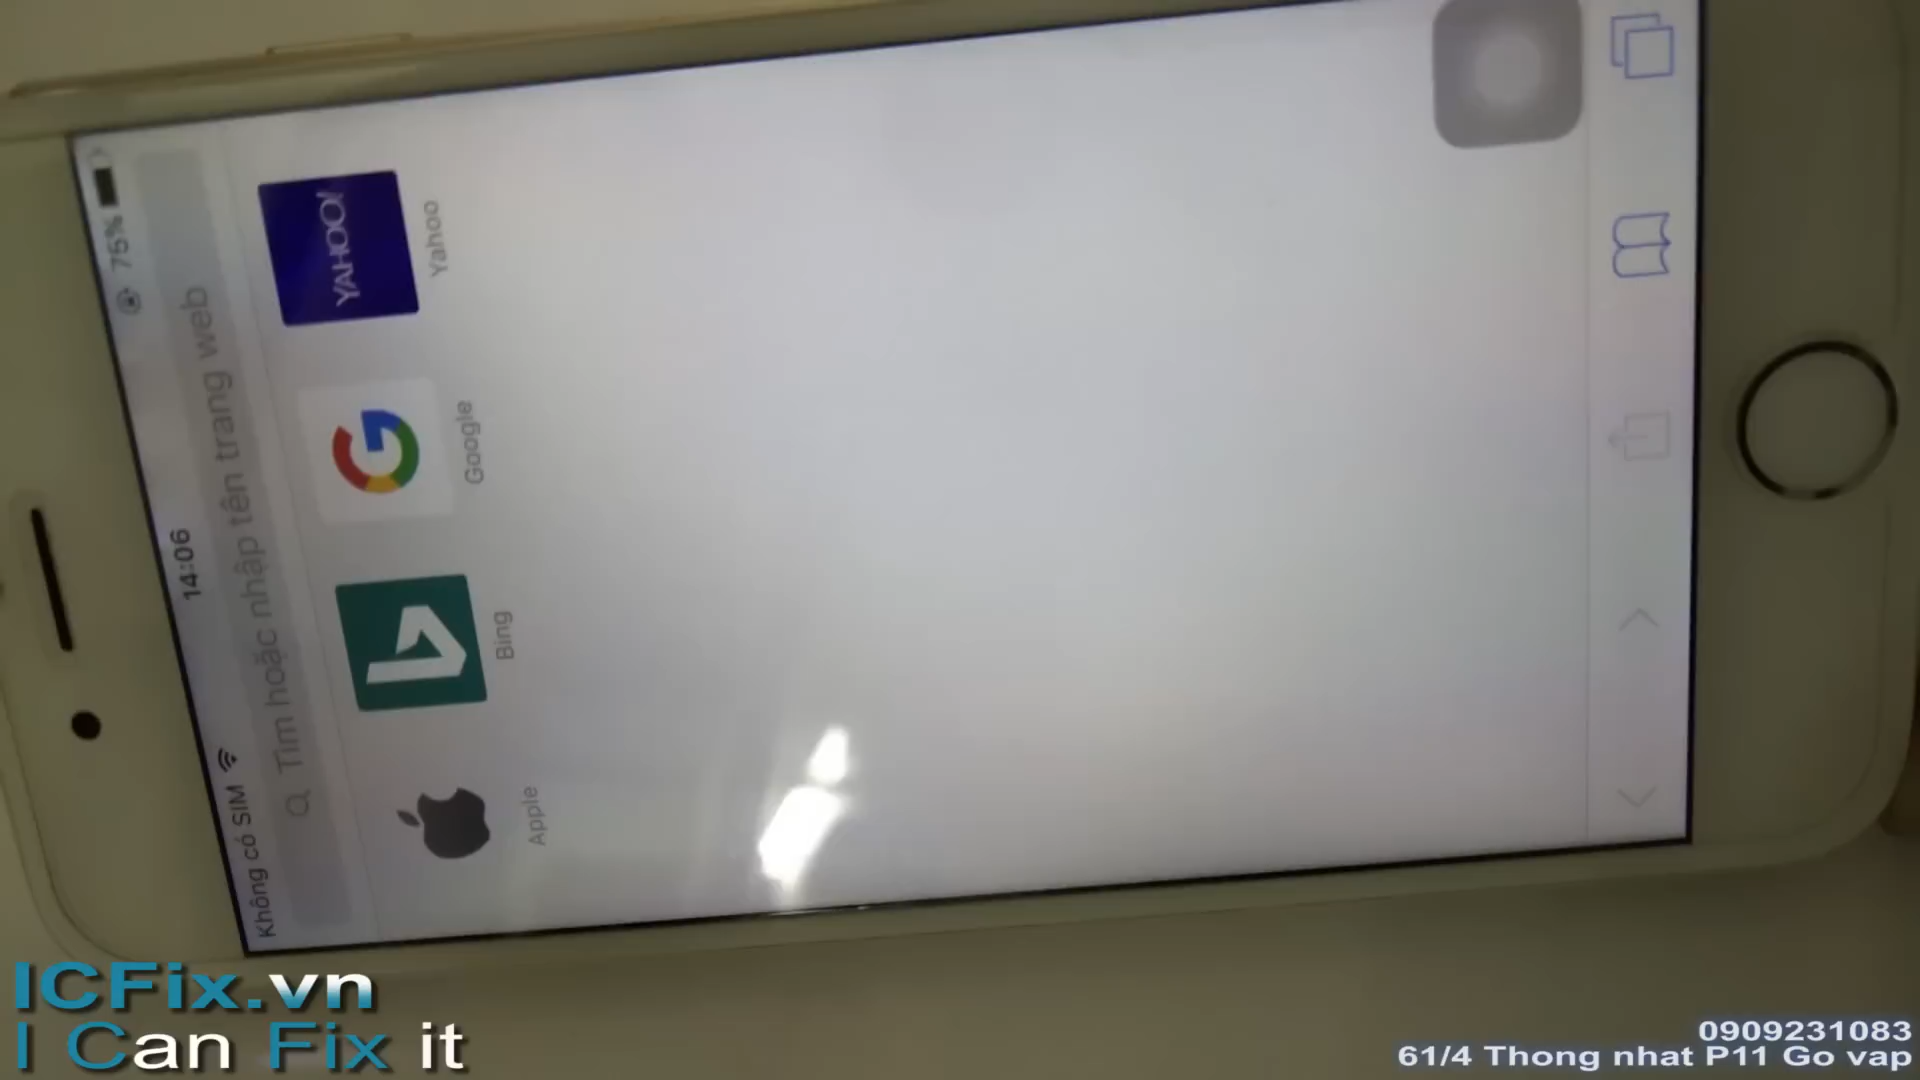 Không có SIM
14:06
75%
Tìm hoặc nhập tên trang web
Apple
Bing
Google
YAHOO!
Yahoo
ICFix.vn
I Can Fix it
0909231083
61/4 Thong nhat P11 Go vap